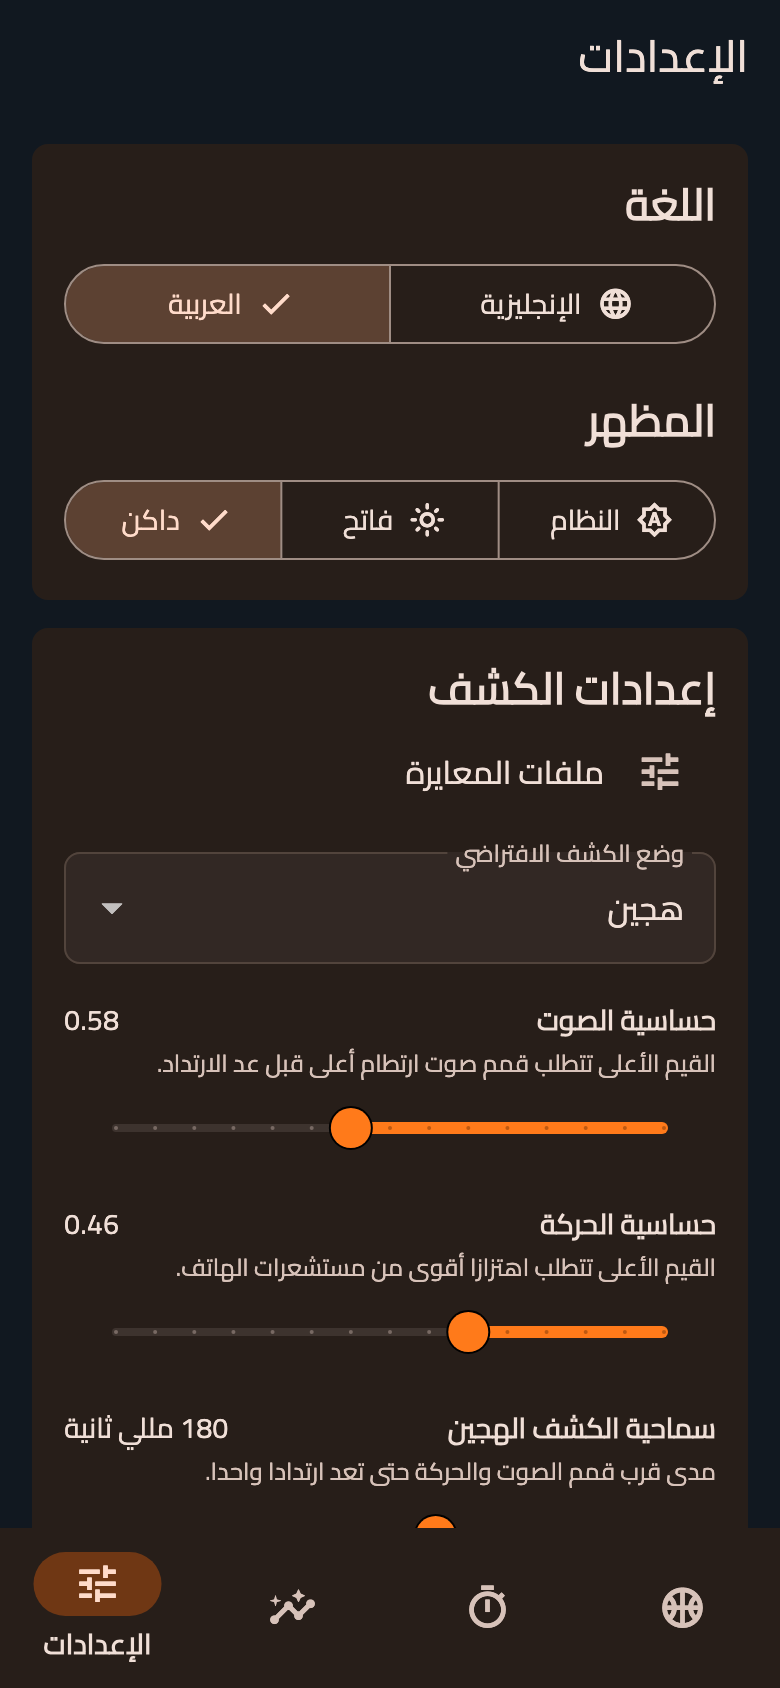 الإعدادات
اللغة
الإنجليزية
العربية
المظهر
النظام
فاتح
داكن
إعدادات الكشف
ملفات المعايرة
وضع الكشف الافتراضي
هجين
حساسية الصوت 0.58
القيم الأعلى تتطلب قمم صوت ارتطام أعلى قبل عد الارتداد.
حساسية الحركة 0.46
القيم الأعلى تتطلب اهتزازا أقوى من مستشعرات الهاتف.
سماحية الكشف الهجين 180 مللي ثانية
مدى قرب قمم الصوت والحركة حتى تعد ارتدادا واحدا.
الإعدادات